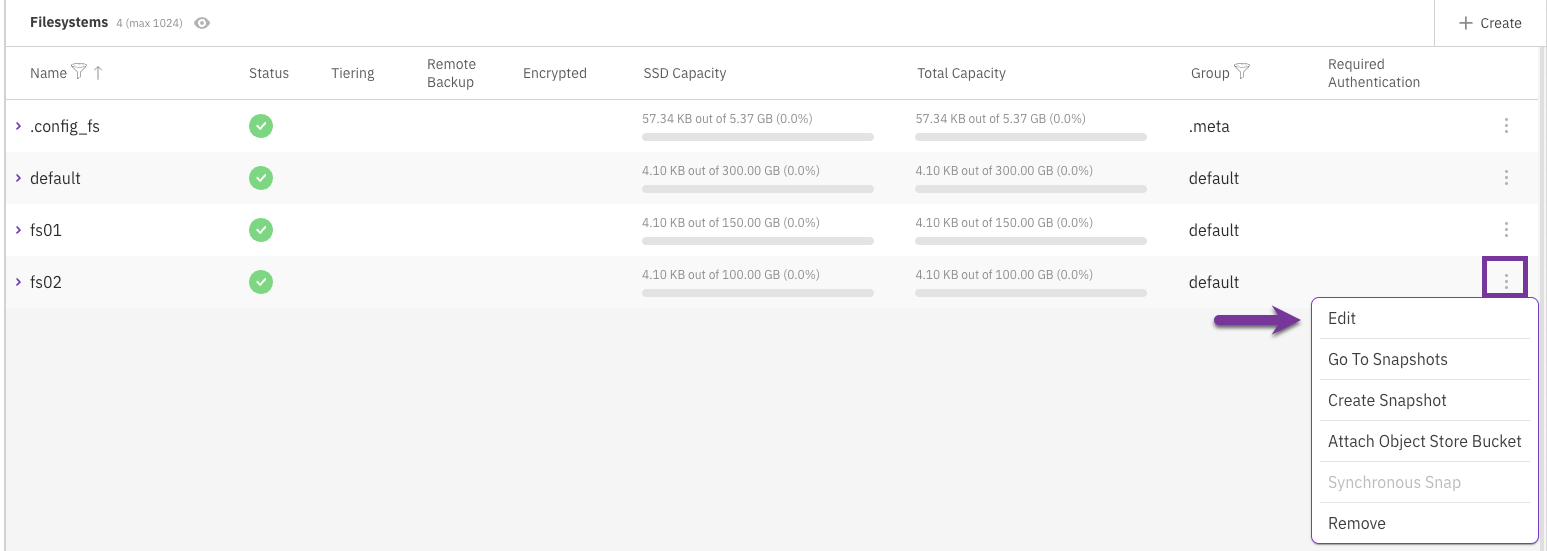 Filesystems 4 (max 1024)
Create
Name Status Tiering Remote Backup Encrypted SSD Capacity Total Capacity Group Required Authentication
.config_fs 57.34 KB out of 5.37 GB (0.0%) 57.34 KB out of 5.37 GB (0.0%) .meta
default 4.10 KB out of 300.00 GB (0.0%) 4.10 KB out of 300.00 GB (0.0%) default
fs01 4.10 KB out of 150.00 GB (0.0%) 4.10 KB out of 150.00 GB (0.0%) default
fs02 4.10 KB out of 100.00 GB (0.0%) 4.10 KB out of 100.00 GB (0.0%) default
Edit
Go To Snapshots
Create Snapshot
Attach Object Store Bucket
Synchronous Snap
Remove